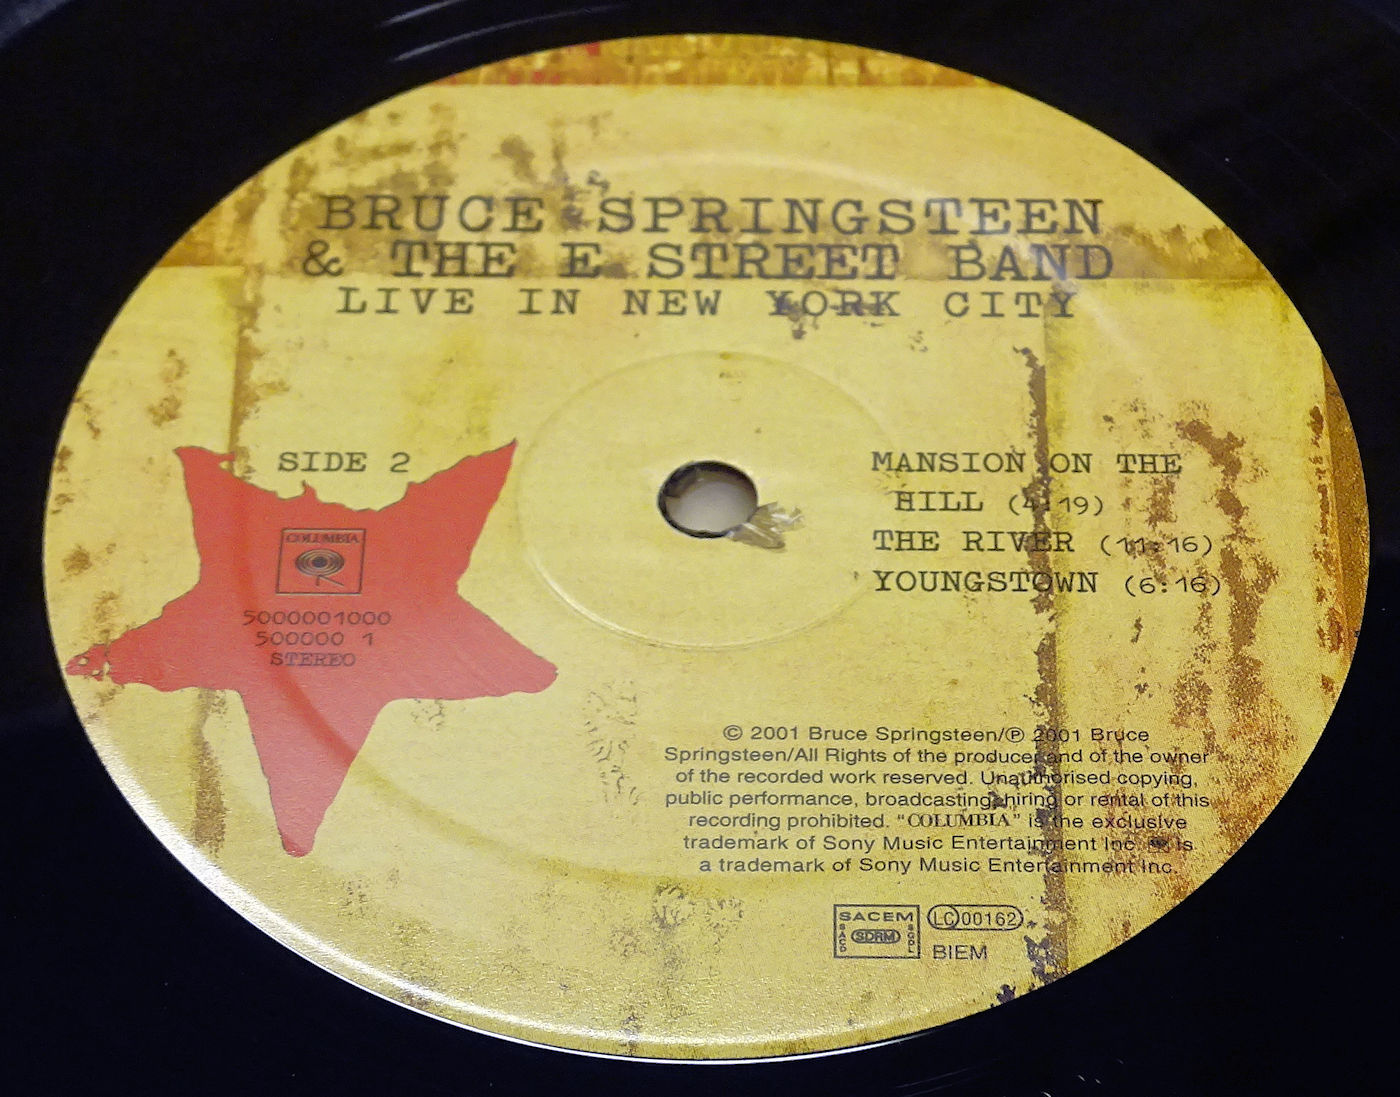 BRUCE SPRINGSTEEN
& THE E STREET BAND
LIVE IN NEW YORK CITY
SIDE 2
COLUMBIA
5000001000
500000 1
STEREO
MANSION ON THE
HILL (4:19)
THE RIVER (11:16)
YOUNGSTOWN (6:16)
© 2001 Bruce Springsteen/℗ 2001 Bruce
Springsteen/All Rights of the producer and of the owner
of the recorded work reserved. Unauthorised copying,
public performance, broadcasting, hiring or rental of this
recording prohibited. "COLUMBIA" is the exclusive
trademark of Sony Music Entertainment Inc. is
a trademark of Sony Music Entertainment Inc.
SACEM
SACD
SDRM
SGDL
LC 00162
BIEM